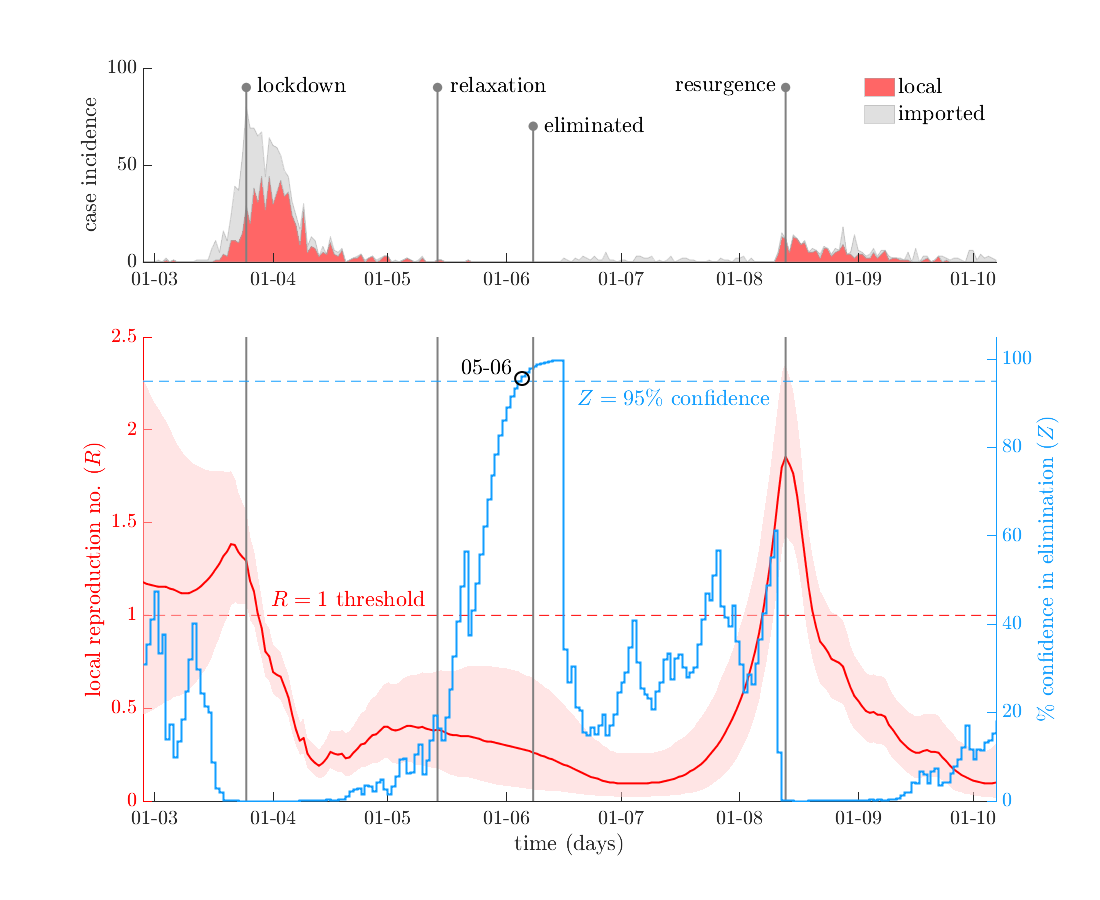 100
50
0
case incidence
lockdown
relaxation
eliminated
resurgence
local
imported
01-03 01-04 01-05 01-06 01-07 01-08 01-09 01-10
2.5
2
1.5
1
0.5
0
local reproduction no. (R)
05-06
Z = 95% confidence
R = 1 threshold
100
80
60
40
20
0
% confidence in elimination (Z)
01-03 01-04 01-05 01-06 01-07 01-08 01-09 01-10
time (days)